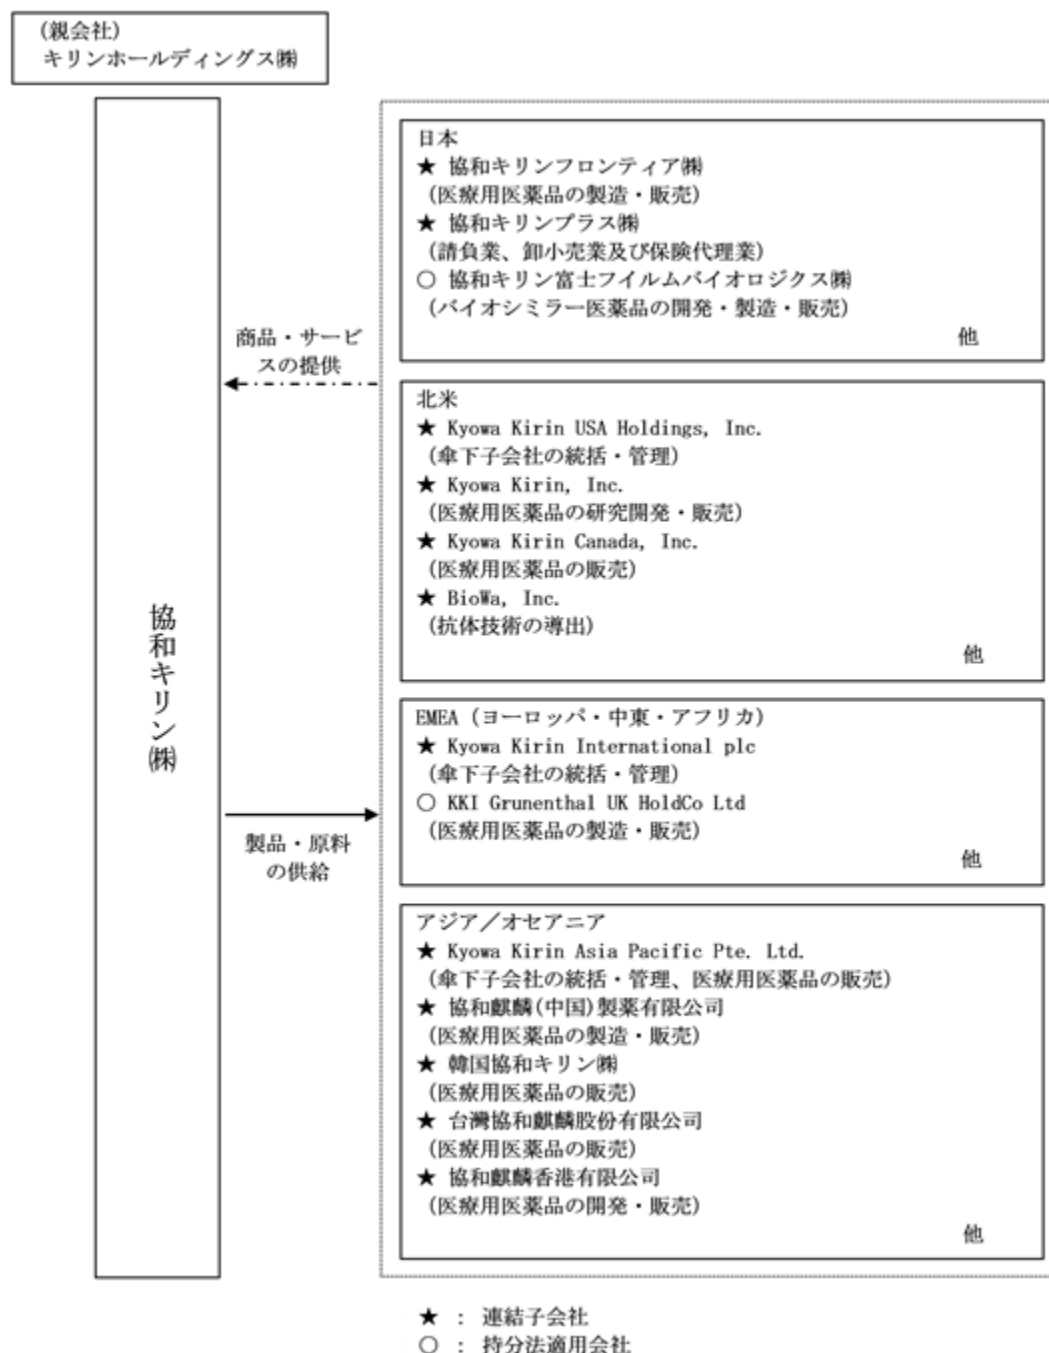 (親会社)
キリンホールディングス㈱
協和キリン㈱
商品・サービ
スの提供
製品・原料
の供給
日本
★ 協和キリンフロンティア㈱
(医療用医薬品の製造・販売)
★ 協和キリンプラス㈱
(請負業、卸小売業及び保険代理業)
○ 協和キリン富士フイルムバイオロジクス㈱
(バイオシミラー医薬品の開発・製造・販売)
他
北米
★ Kyowa Kirin USA Holdings, Inc.
(傘下子会社の統括・管理)
★ Kyowa Kirin, Inc.
(医療用医薬品の研究開発・販売)
★ Kyowa Kirin Canada, Inc.
(医療用医薬品の販売)
★ BioWa, Inc.
(抗体技術の導出)
他
EMEA (ヨーロッパ・中東・アフリカ)
★ Kyowa Kirin International plc
(傘下子会社の統括・管理)
○ KKI Grunenthal UK HoldCo Ltd
(医療用医薬品の製造・販売)
他
アジア／オセアニア
★ Kyowa Kirin Asia Pacific Pte. Ltd.
(傘下子会社の統括・管理、医療用医薬品の販売)
★ 協和麒麟(中国)製薬有限公司
(医療用医薬品の製造・販売)
★ 韓国協和キリン㈱
(医療用医薬品の販売)
★ 台灣協和麒麟股份有限公司
(医療用医薬品の販売)
★ 協和麒麟香港有限公司
(医療用医薬品の開発・販売)
他
★ : 連結子会社
○ : 持分法適用会社